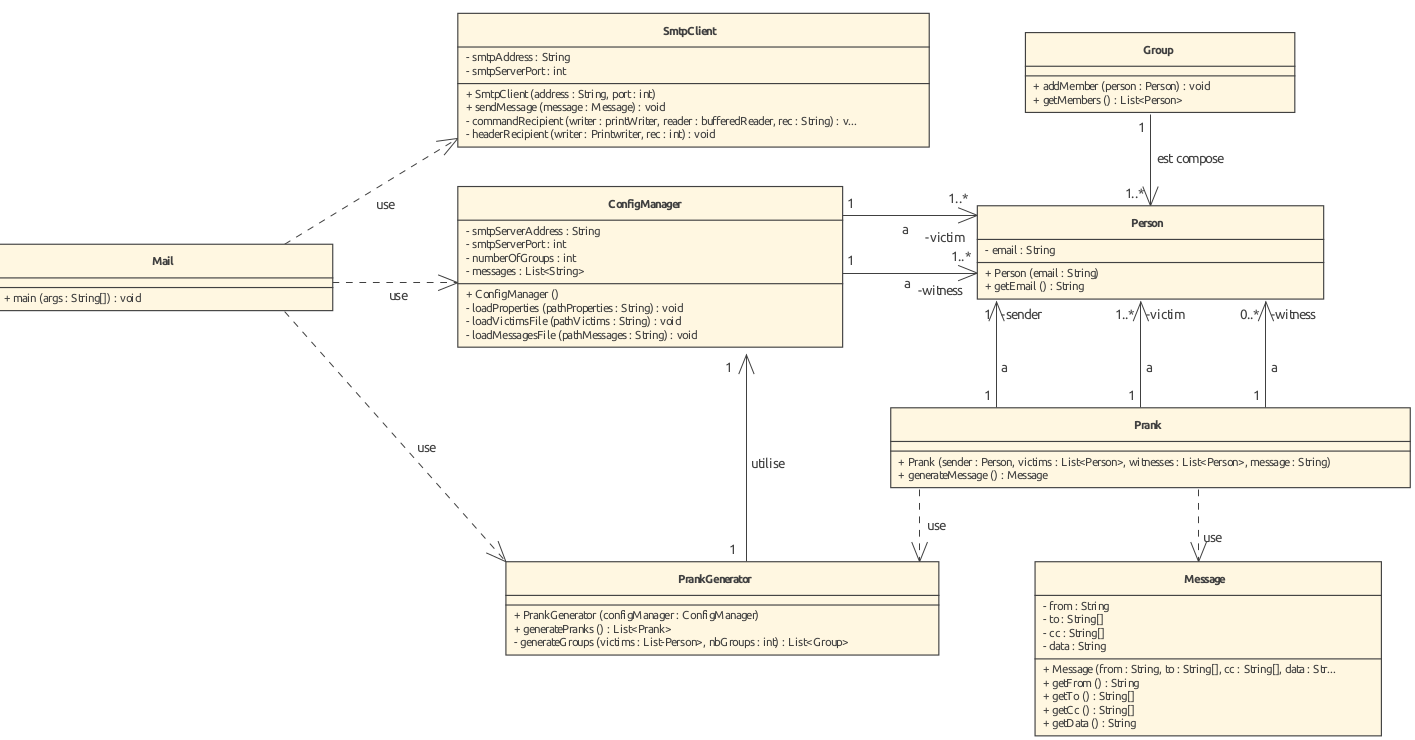 SmtpClient
- smtpAddress : String
- smtpServerPort : int
+ SmtpClient (address : String, port : int)
+ sendMessage (message : Message) : void
- commandRecipient (writer : printWriter, reader : bufferedReader, rec : String) : v...
- headerRecipient (writer : Printwriter, rec : int) : void
Group
+ addMember (person : Person) : void
+ getMembers () : List<Person>
1
est compose
1..*
use
ConfigManager
- smtpServerAddress : String
- smtpServerPort : int
- numberOfGroups : int
- messages : List<String>
+ ConfigManager ()
- loadProperties (pathProperties : String) : void
- loadVictimsFile (pathVictims : String) : void
- loadMessagesFile (pathMessages : String) : void
1
1..*
a
-victim
1
1..*
a
-witness
Person
- email : String
+ Person (email : String)
+ getEmail () : String
Mail
+ main (args : String[]) : void
use
1
-sender
1..*
-victim
0..*
-witness
a
a
a
1
1
1
1
use
utilise
1
Prank
+ Prank (sender : Person, victims : List<Person>, witnesses : List<Person>, message : String)
+ generateMessage () : Message
use
use
PrankGenerator
+ PrankGenerator (configManager : ConfigManager)
+ generatePranks () : List<Prank>
- generateGroups (victims : List-Person>, nbGroups : int) : List<Group>
Message
- from : String
- to : String[]
- cc : String[]
- data : String
+ Message (from : String, to : String[], cc : String[], data : Str...
+ getFrom () : String
+ getTo () : String[]
+ getCc () : String[]
+ getData () : String